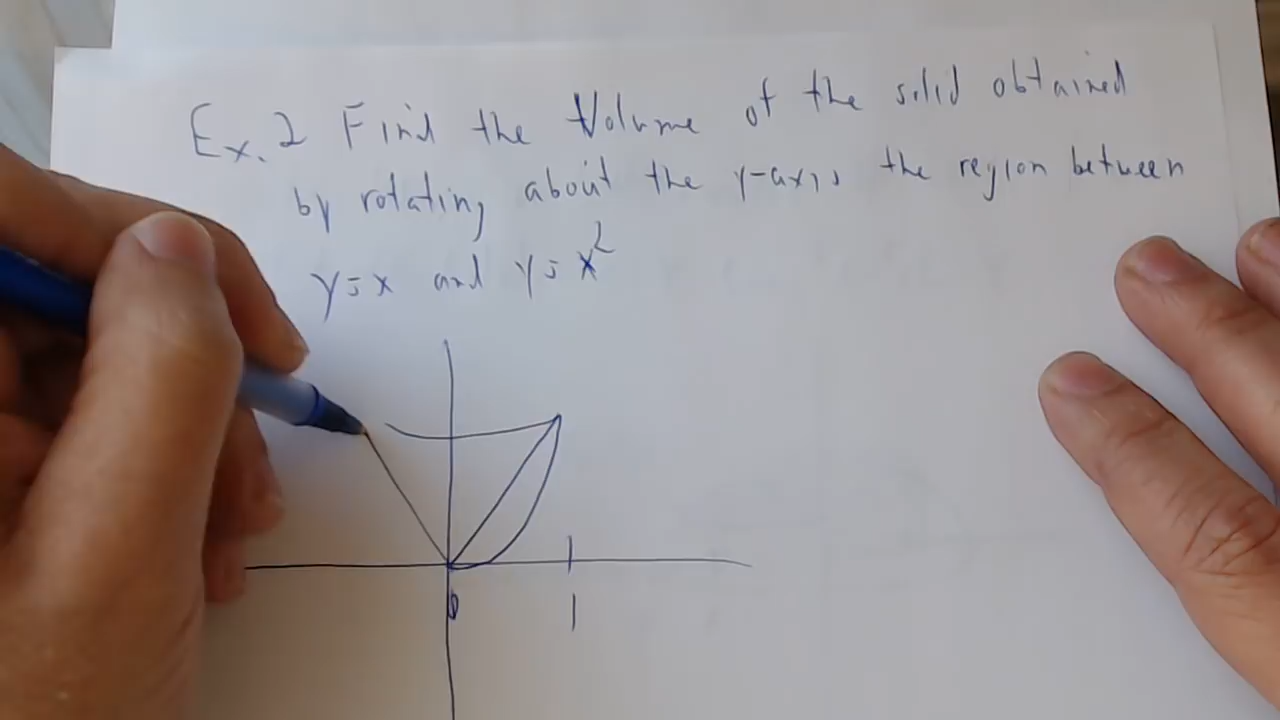 Ex. 2 Find the Volume of the solid obtained
by rotating about the y-axis the region between
y=x and y=x²
0 1